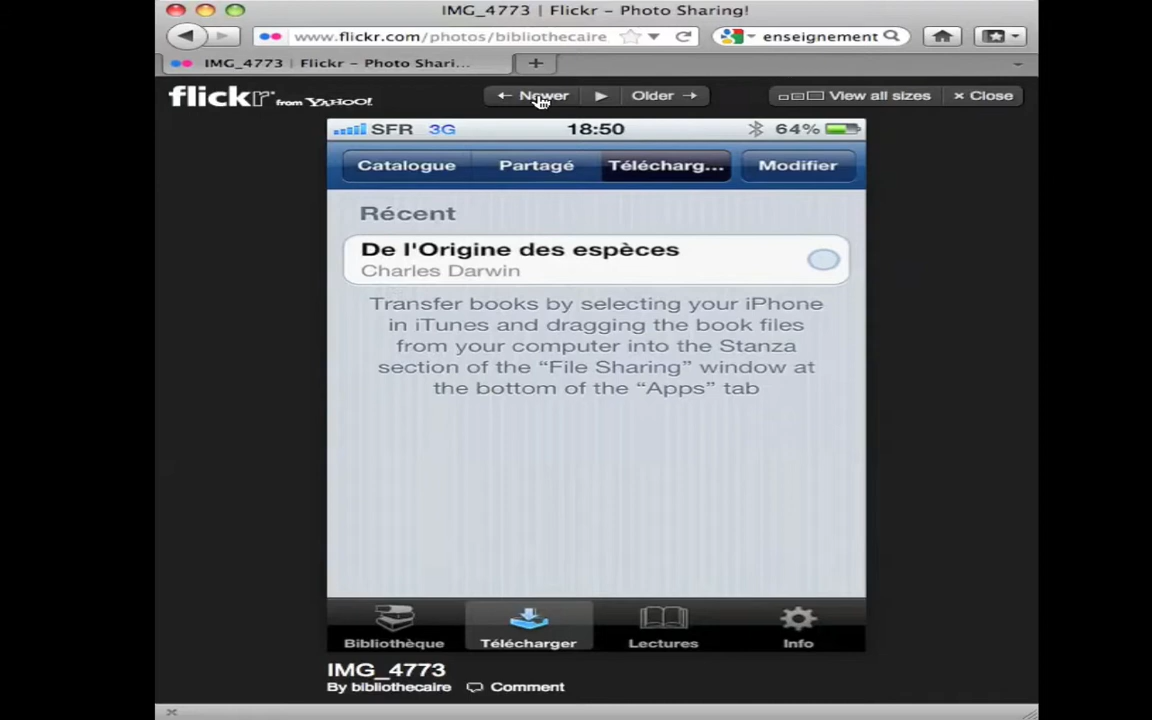 IMG_4773 | Flickr - Photo Sharing!
www.flickr.com/photos/bibliothecaire
enseignement
IMG_4773 | Flickr - Photo Shari...
flickr from YAHOO!
← Newer
Older →
View all sizes
× Close
SFR 3G 18:50 64%
Catalogue Partagé Télécharg... Modifier
Récent
De l'Origine des espèces
Charles Darwin
Transfer books by selecting your iPhone
in iTunes and dragging the book files
from your computer into the Stanza
section of the “File Sharing” window at
the bottom of the “Apps” tab
Bibliothèque Télécharger Lectures Info
IMG_4773
By bibliothecaire Comment